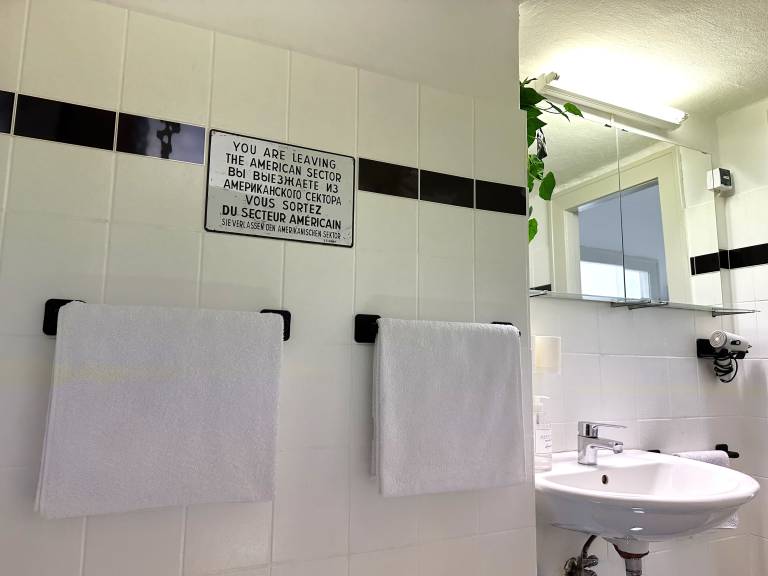 YOU ARE LEAVING
THE AMERICAN SECTOR
ВЫ ВЫЕЗЖАЕТЕ ИЗ
АМЕРИКАНСКОГО СЕКТОРА
VOUS SORTEZ
DU SECTEUR AMÉRICAIN
SIE VERLASSEN DEN AMERIKANISCHEN SEKTOR